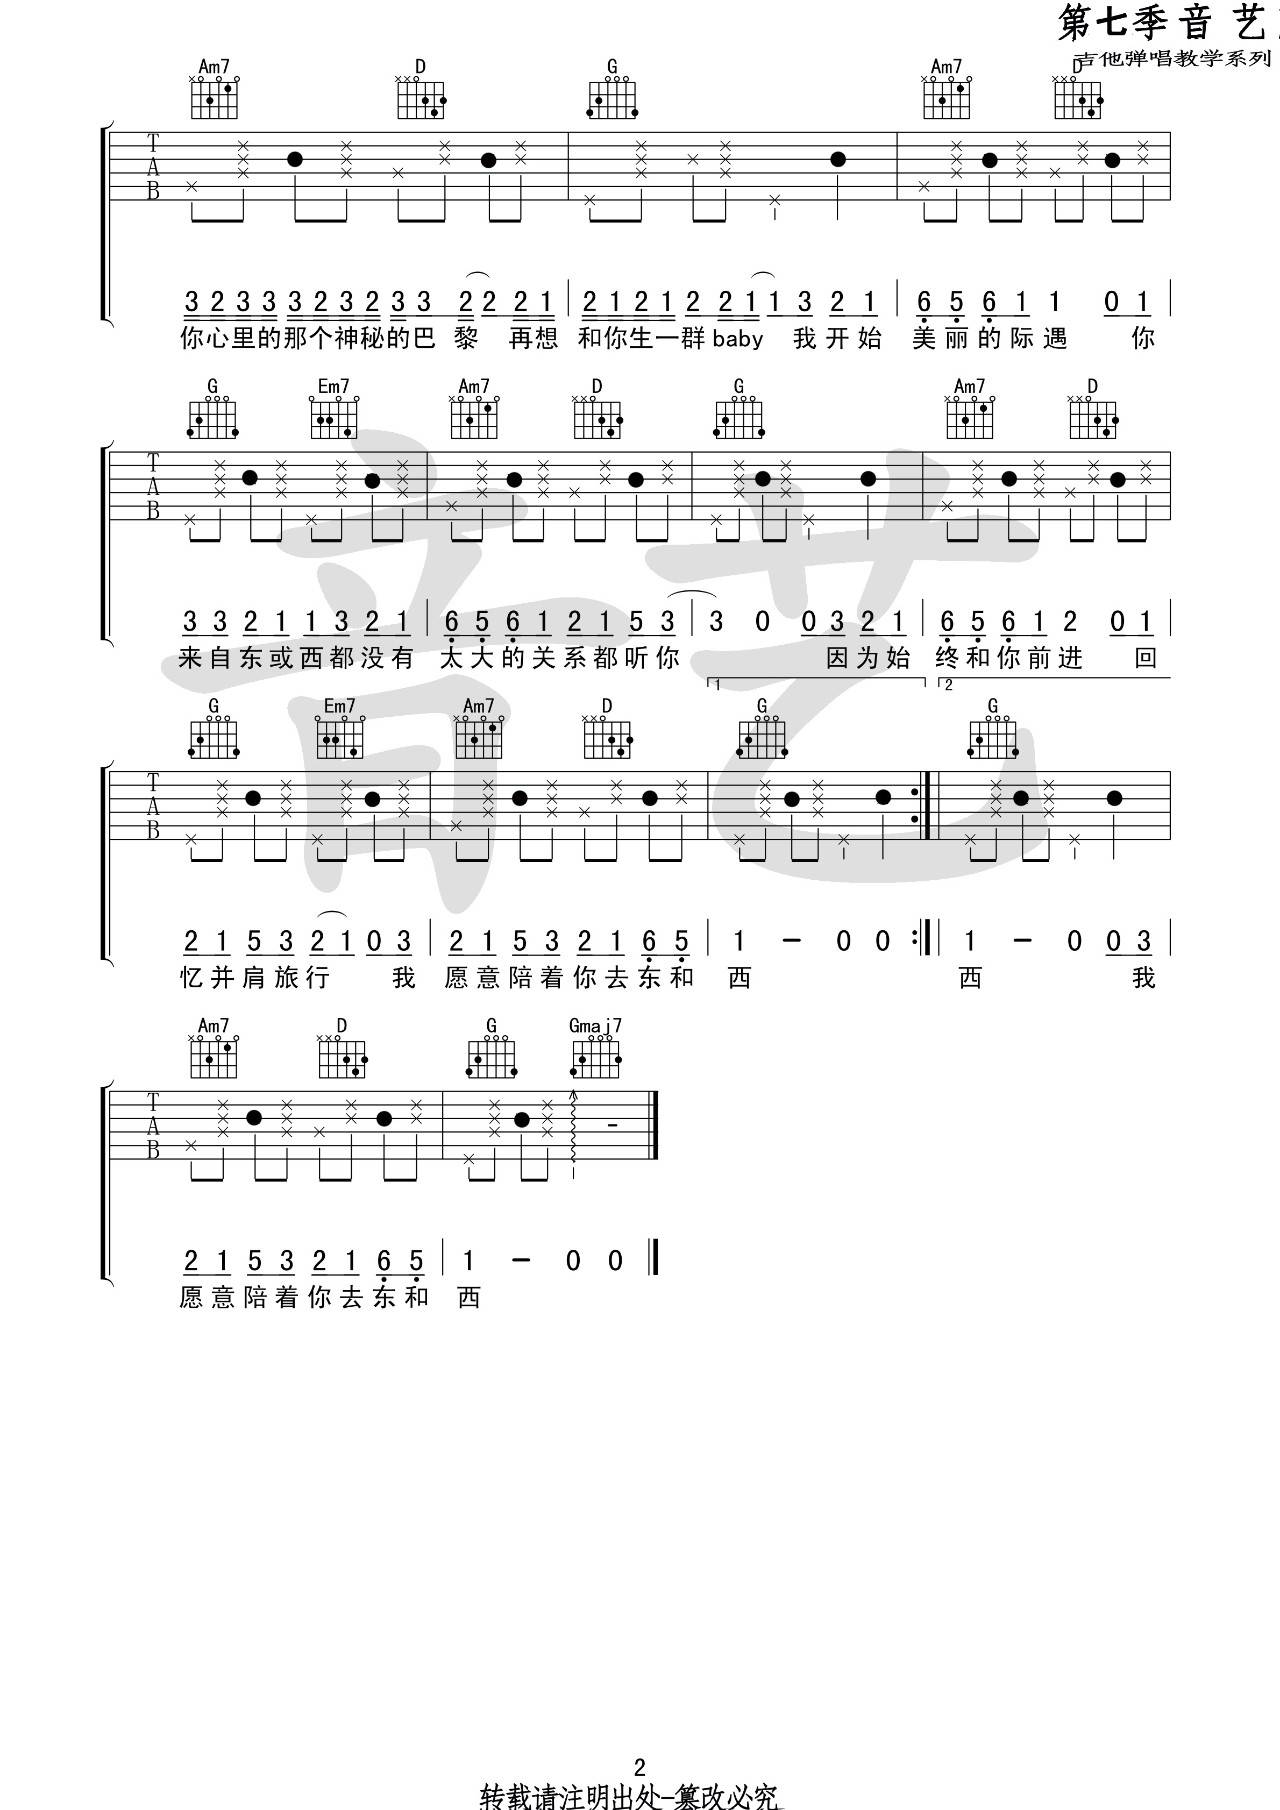 第七季音艺
吉他弹唱教学系列
Am7 D G Am7 D
T
A
B
3 2 3 3 3 2 3 2 3 3 2 2 2 1 2 1 2 1 2 2 1 1 3 2 1 6 5 6 1 1 0 1
你心里的那个神秘的巴黎 再想 和你生一群baby 我开始 美丽的际遇 你
G Em7 Am7 D G Am7 D
T
A
B
3 3 2 1 1 3 2 1 6 5 6 1 2 1 5 3 3 0 0 3 2 1 6 5 6 1 2 0 1
来自东或西都没有 太大的关系都听你 因为始 终和你前进 回
1 2
G Em7 Am7 D G G
T
A
B
2 1 5 3 2 1 0 3 2 1 5 3 2 1 6 5 1 - 0 0 1 - 0 0 3
忆并肩旅行 我 愿意陪着你去东和 西 西 我
Am7 D G Gmaj7
T
A
B
2 1 5 3 2 1 6 5 1 - 0 0
愿意陪着你去东和 西
音艺
2
转载请注明出处-篡改必究